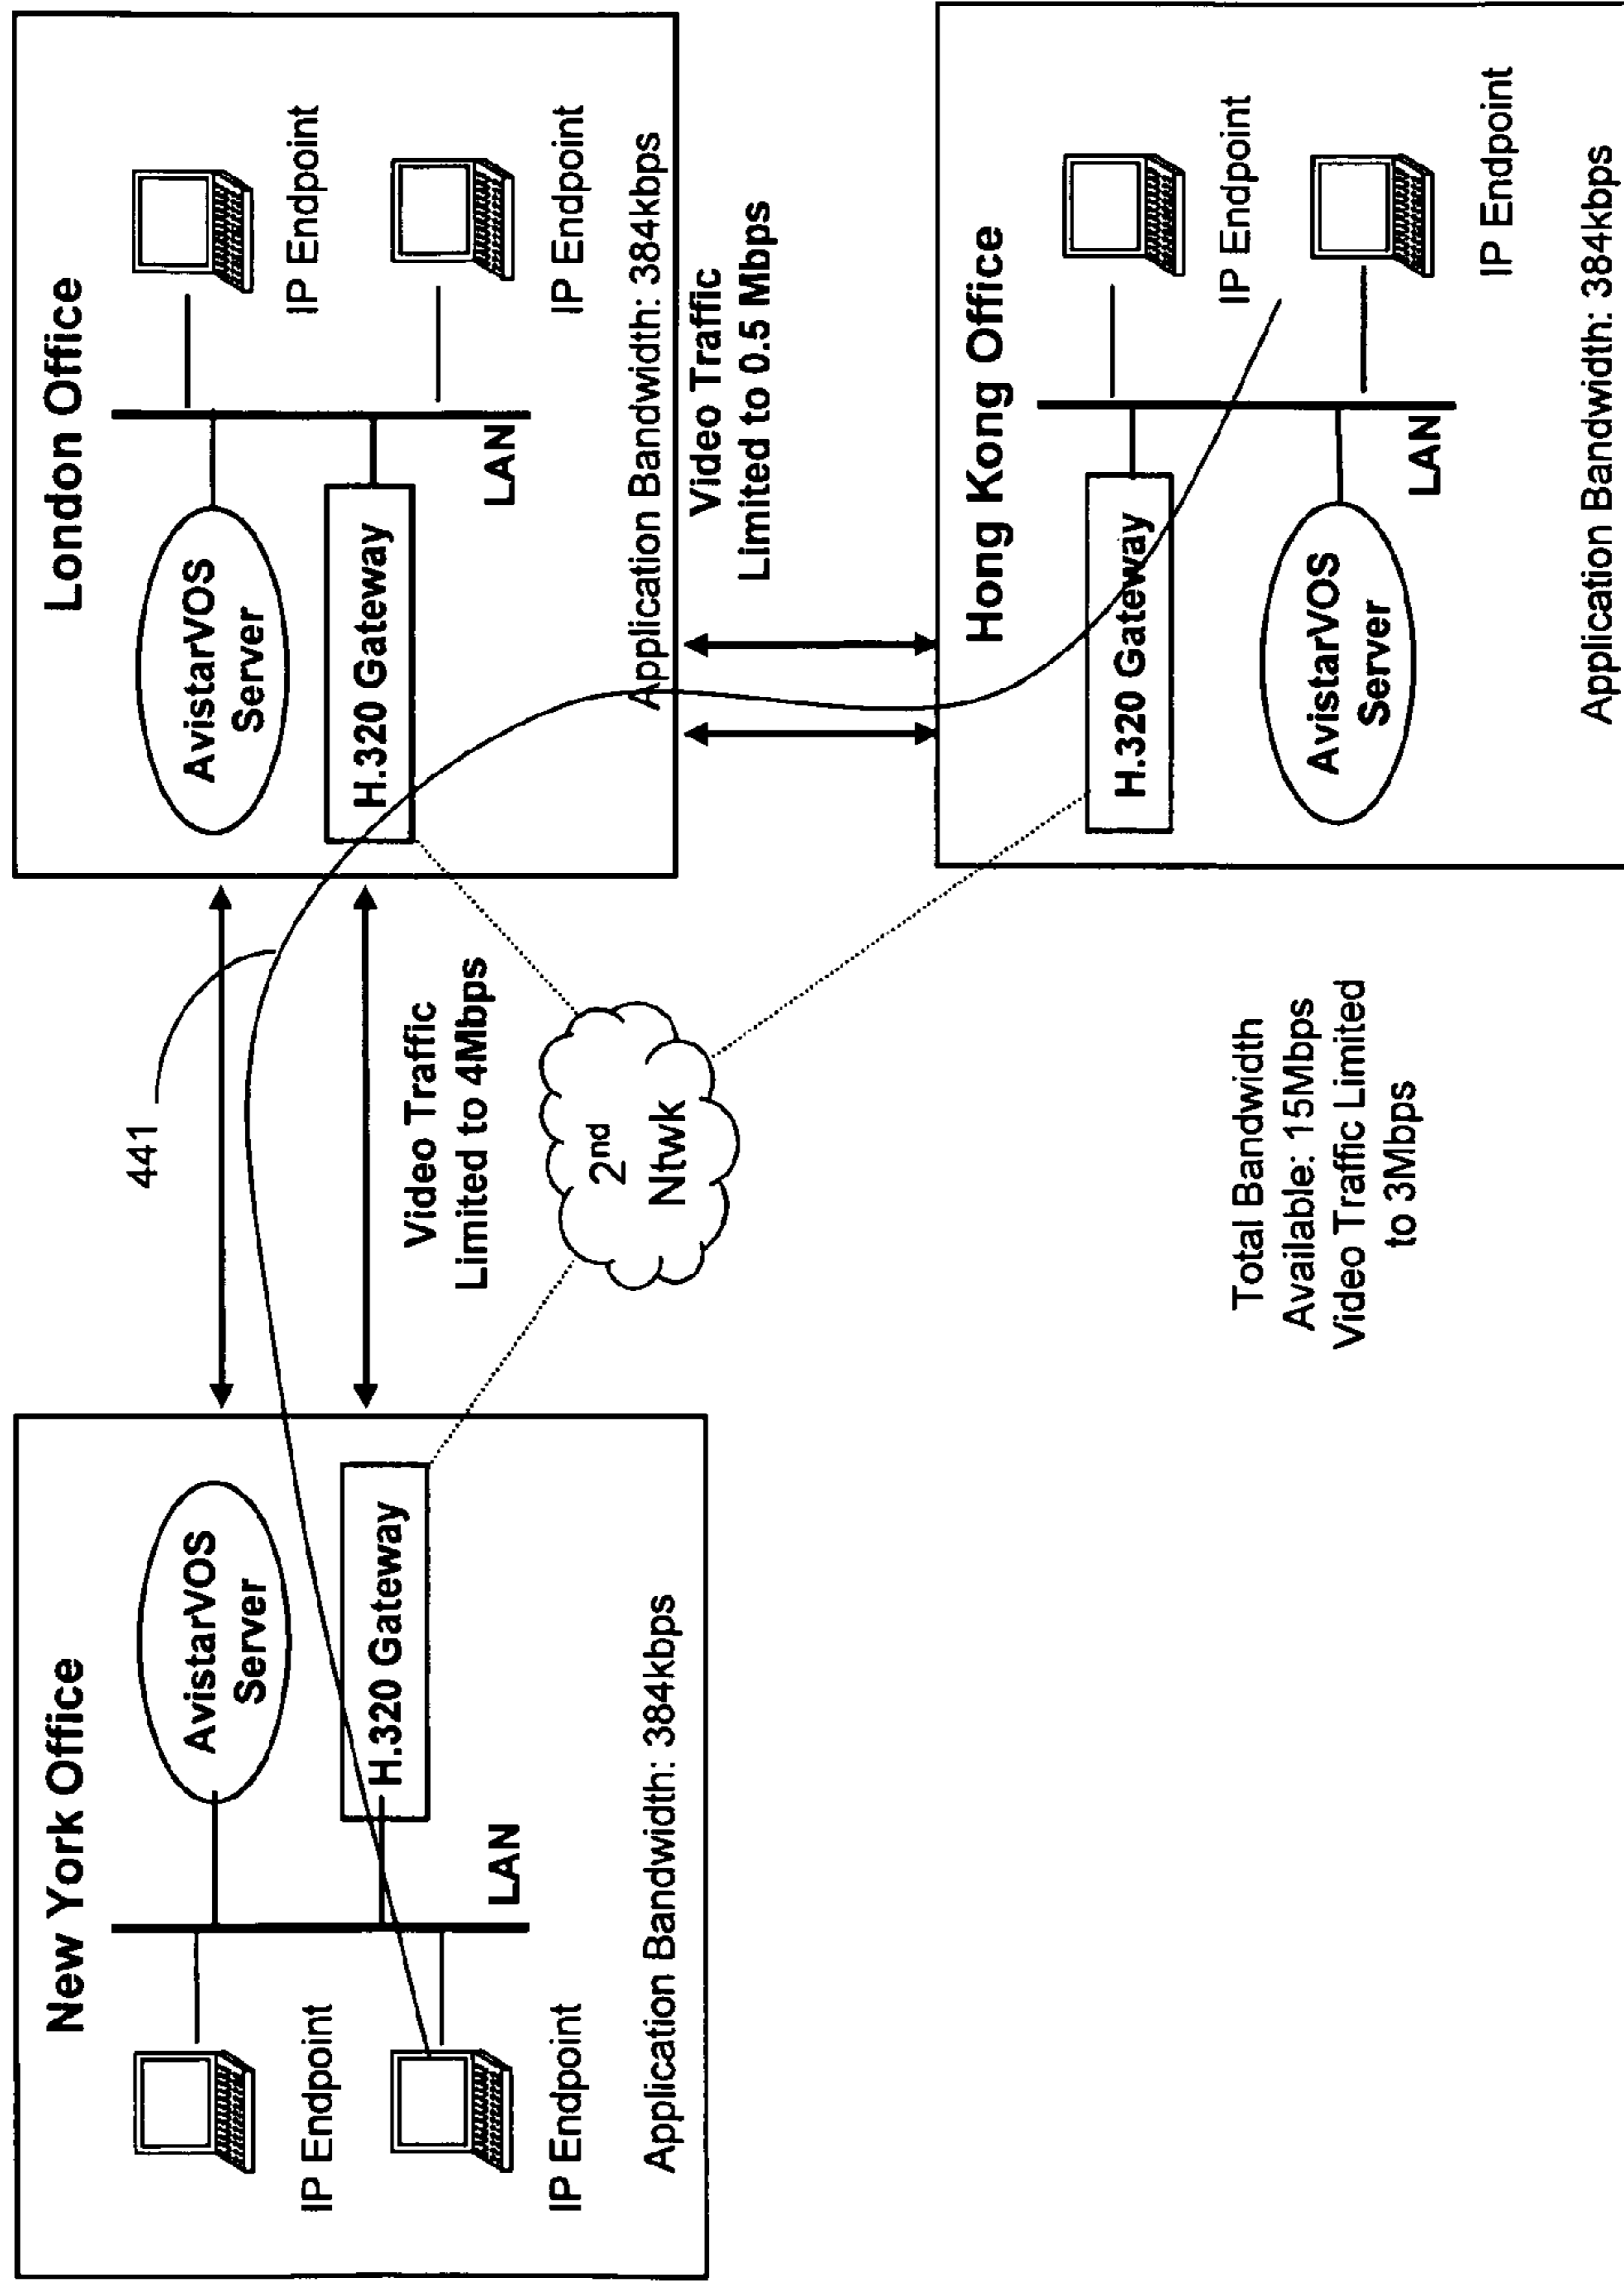 New York Office
AvistarVOS
Server
H.320 Gateway
LAN
IP Endpoint
IP Endpoint
Application Bandwidth: 384kbps
441
Video Traffic
Limited to 4Mbps
2nd
Ntwk
London Office
AvistarVOS
Server
H.320 Gateway
LAN
IP Endpoint
IP Endpoint
Application Bandwidth: 384kbps
Video Traffic
Limited to 0.5 Mbps
Total Bandwidth
Available: 15Mbps
Video Traffic Limited
to 3Mbps
Hong Kong Office
H.320 Gateway
AvistarVOS
Server
LAN
IP Endpoint
IP Endpoint
Application Bandwidth: 384kbps